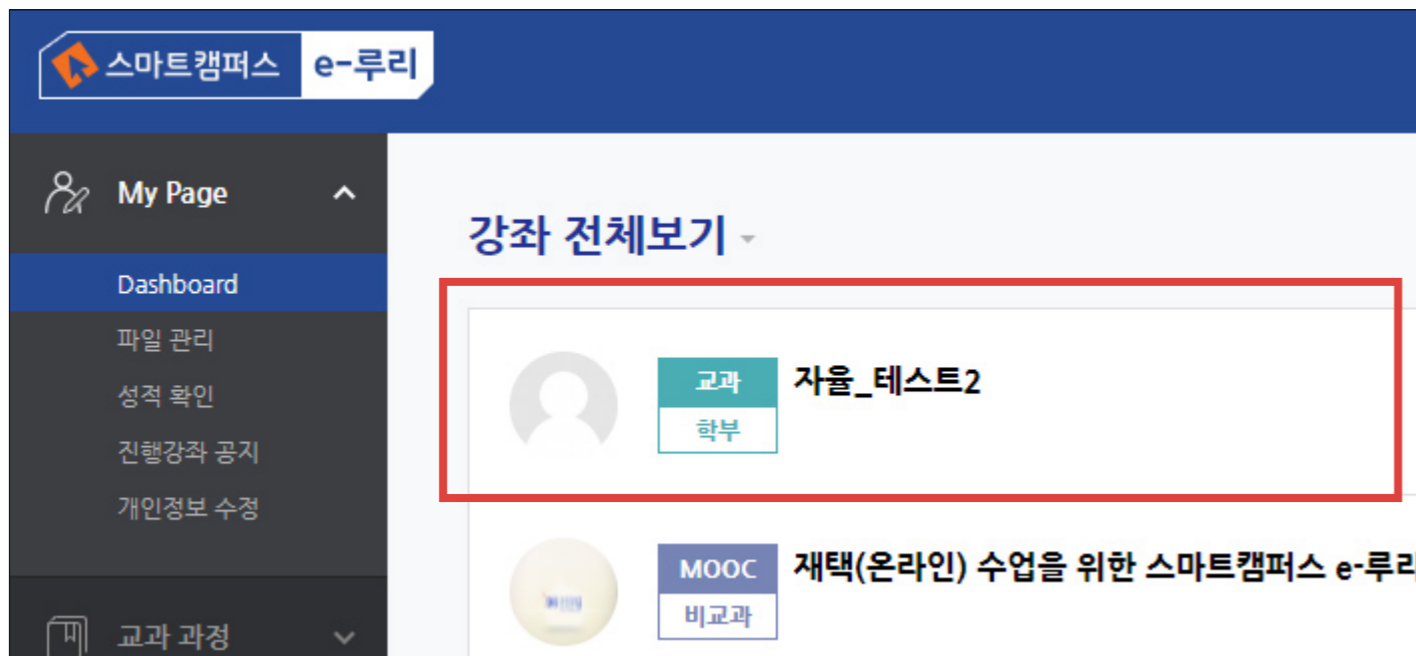 스마트캠퍼스 e-루리
My Page
Dashboard
파일 관리
성적 확인
진행강좌 공지
개인정보 수정
교과 과정
강좌 전체보기
교과
학부
자율_테스트2
MOOC
비교과
재택(온라인) 수업을 위한 스마트캠퍼스 e-루리